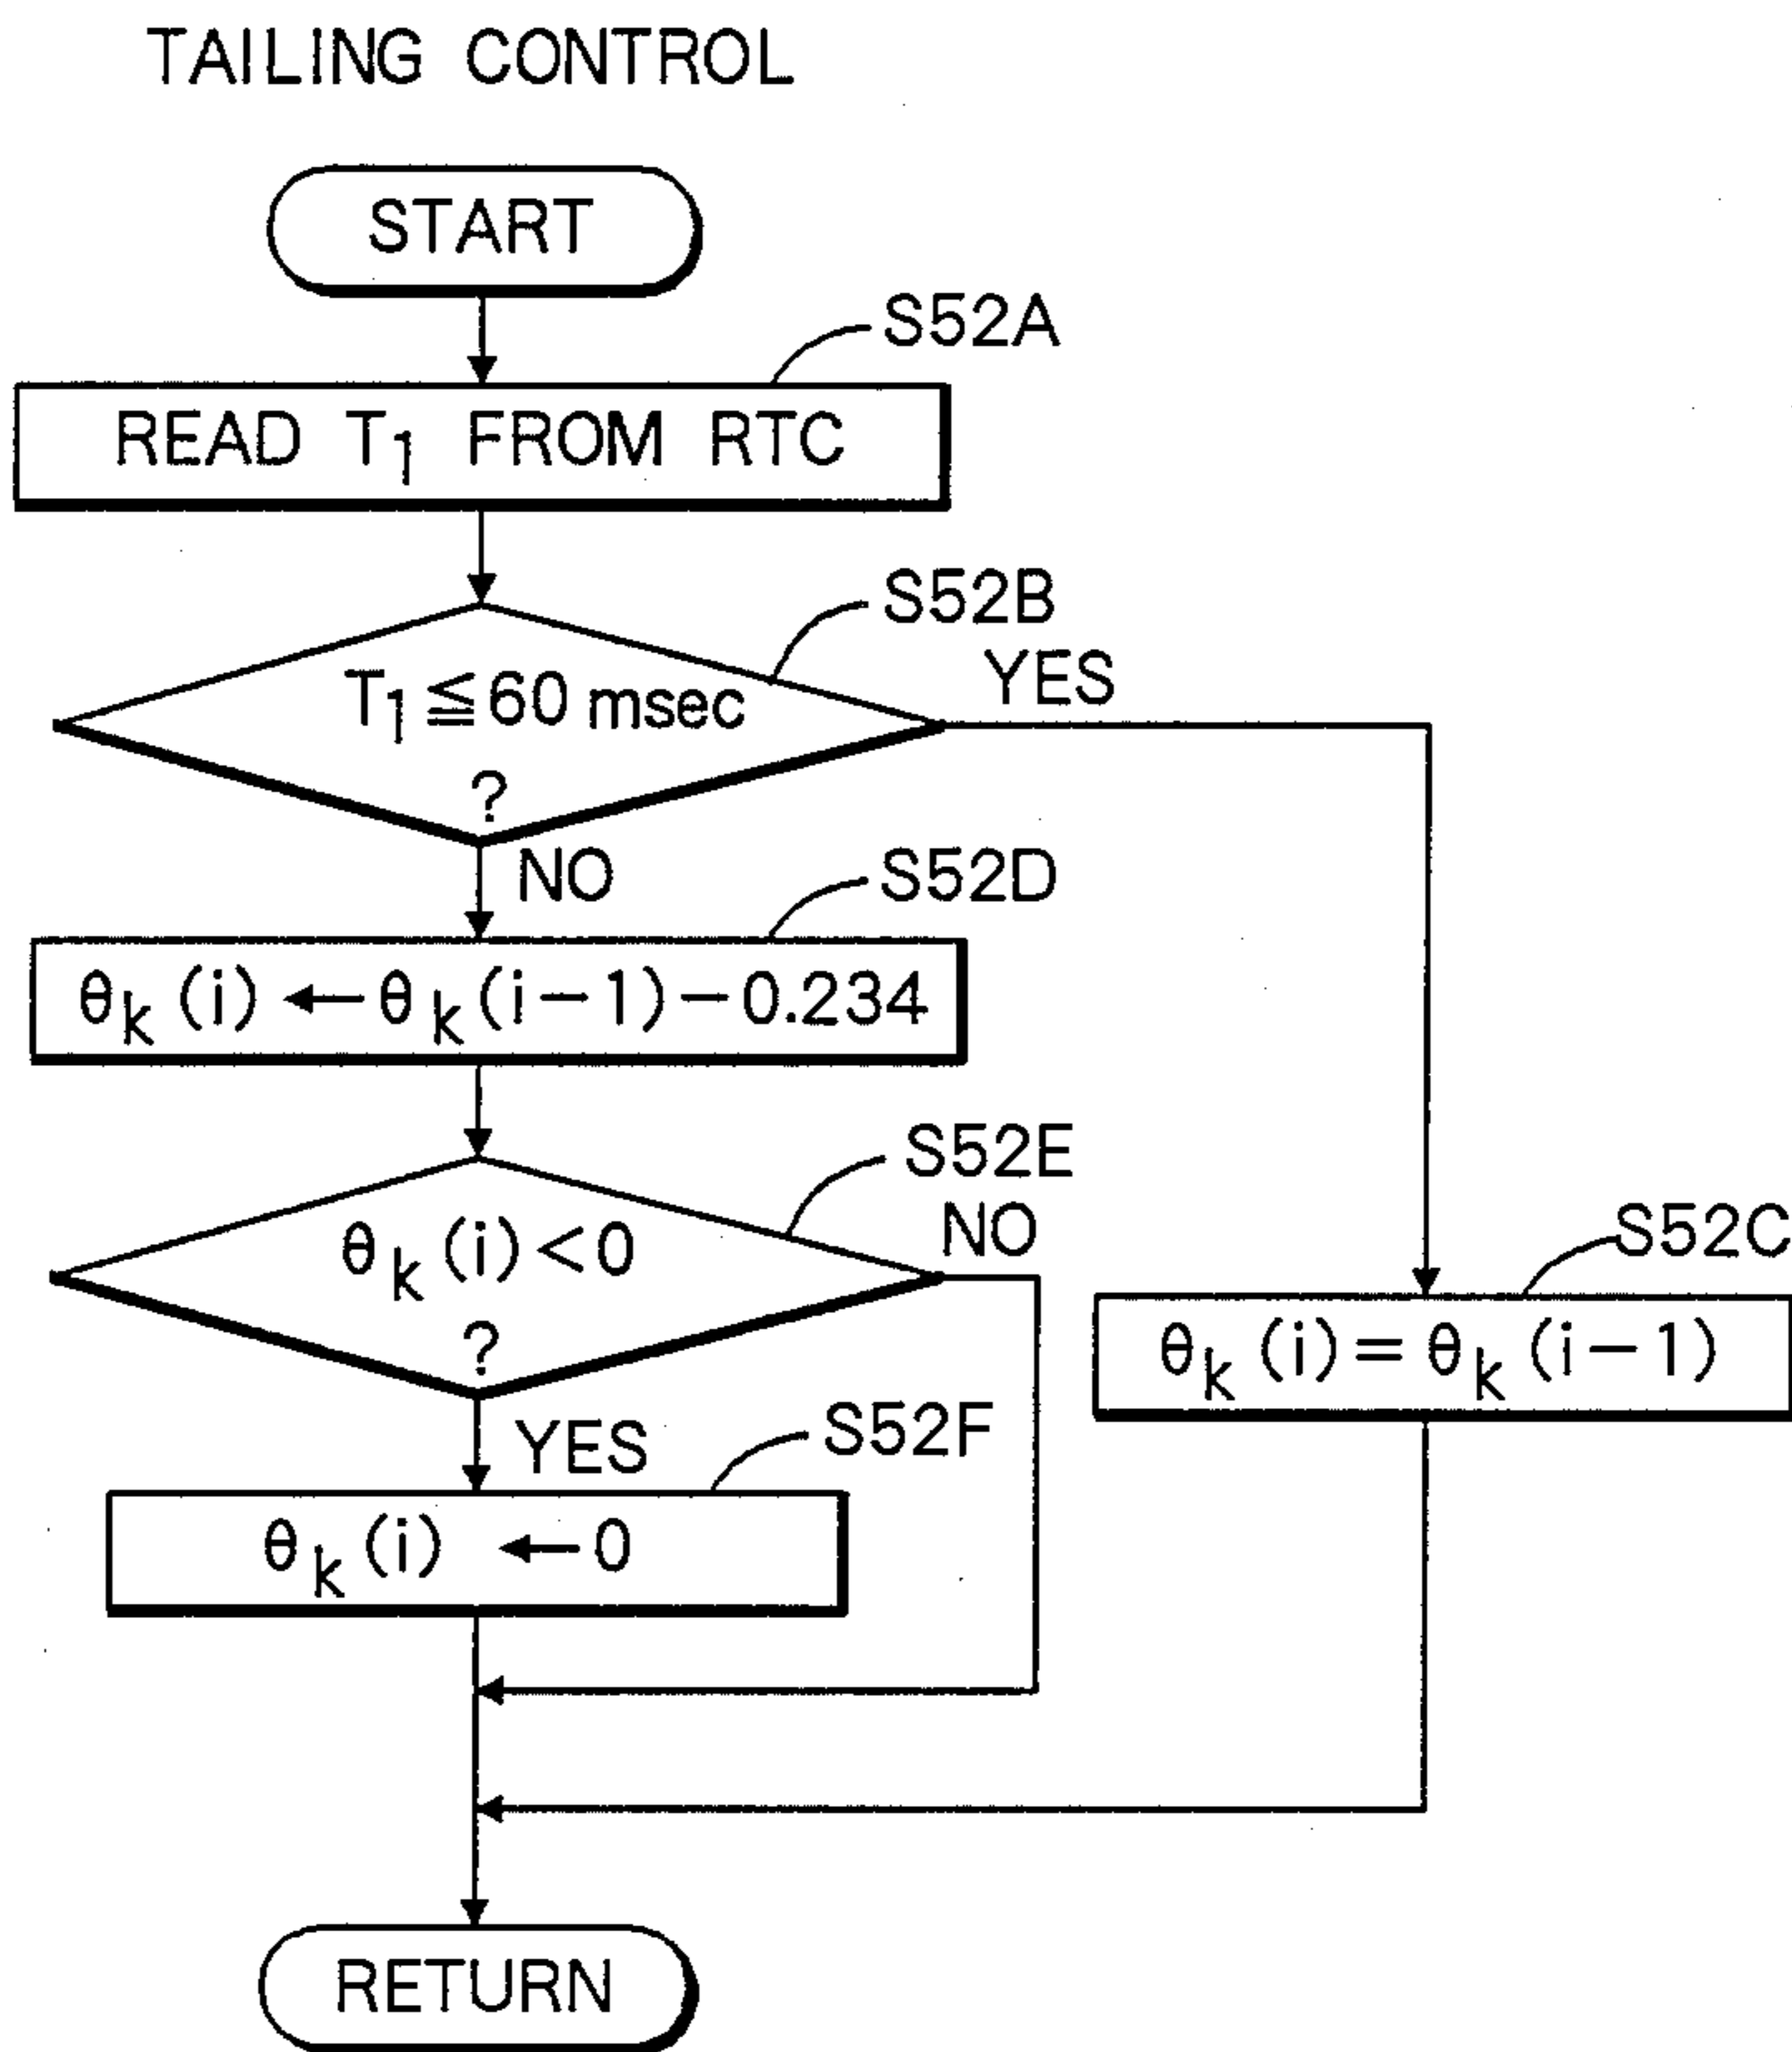 TAILING CONTROL
START
S52A
READ T₁ FROM RTC
S52B
T₁≦60 msec
?
YES
NO
S52D
θₖ(i)←θₖ(i−1)−0.234
S52E
θₖ(i)<0
?
NO
S52C
θₖ(i)=θₖ(i−1)
YES
S52F
θₖ(i) ←0
RETURN